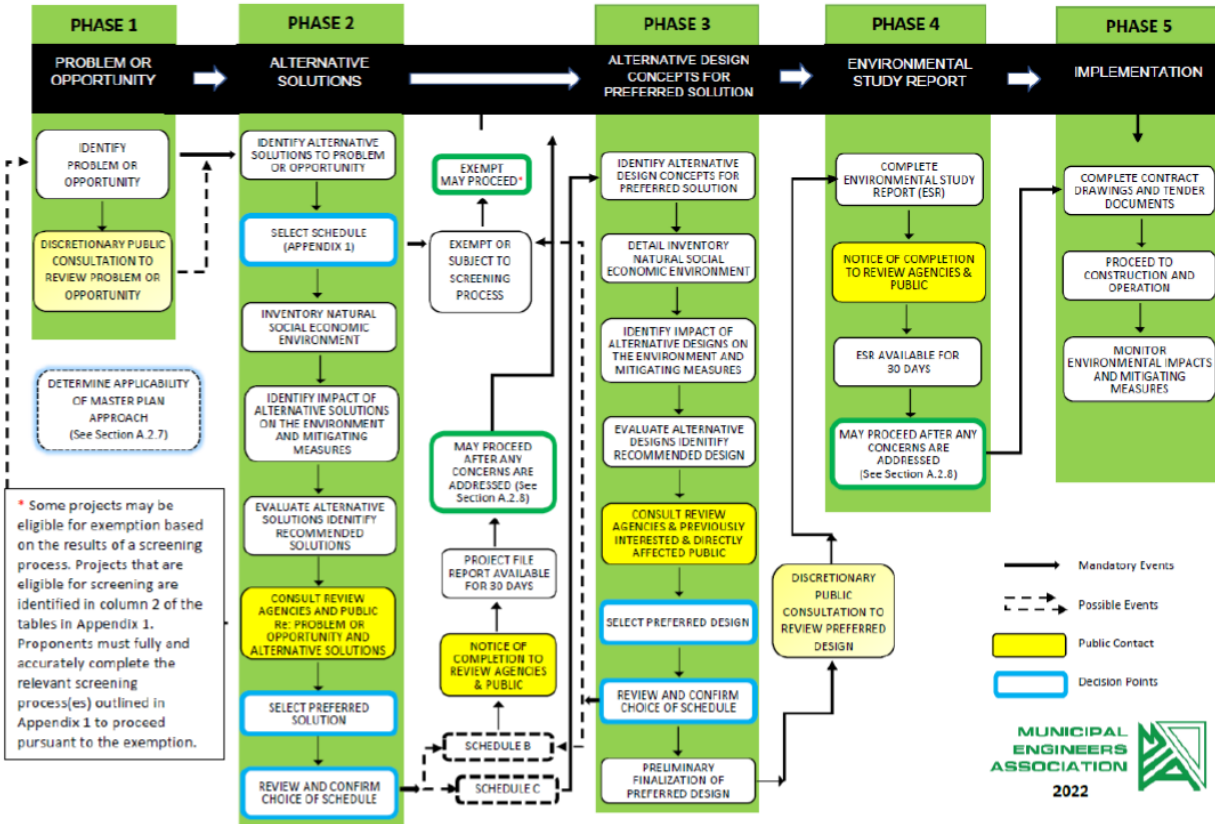 PHASE 1
PROBLEM OR
OPPORTUNITY
IDENTIFY
PROBLEM OR
OPPORTUNITY
DISCRETIONARY PUBLIC
CONSULTATION TO
REVIEW PROBLEM OR
OPPORTUNITY
DETERMINE APPLICABILITY
OF MASTER PLAN
APPROACH
(See Section A.2.7)
* Some projects may be
eligible for exemption based
on the results of a screening
process. Projects that are
eligible for screening are
identified in column 2 of the
tables in Appendix 1.
Proponents must fully and
accurately complete the
relevant screening
process(es) outlined in
Appendix 1 to proceed
pursuant to the exemption.
PHASE 2
ALTERNATIVE
SOLUTIONS
IDENTIFY ALTERNATIVE
SOLUTIONS TO PROBLEM
OR OPPORTUNITY
SELECT SCHEDULE
(APPENDIX 1)
INVENTORY NATURAL
SOCIAL ECONOMIC
ENVIRONMENT
IDENTIFY IMPACT OF
ALTERNATIVE SOLUTIONS
ON THE ENVIRONMENT
AND MITIGATING
MEASURES
EVALUATE ALTERNATIVE
SOLUTIONS IDENTIFY
RECOMMENDED
SOLUTIONS
CONSULT REVIEW
AGENCIES AND PUBLIC
Re: PROBLEM OR
OPPORTUNITY AND
ALTERNATIVE SOLUTIONS
SELECT PREFERRED
SOLUTION
REVIEW AND CONFIRM
CHOICE OF SCHEDULE
EXEMPT
MAY PROCEED*
EXEMPT OR
SUBJECT TO
SCREENING
PROCESS
MAY PROCEED
AFTER ANY
CONCERNS ARE
ADDRESSED (See
Section A.2.8)
PROJECT FILE
REPORT AVAILABLE
FOR 30 DAYS
NOTICE OF
COMPLETION TO
REVIEW AGENCIES
& PUBLIC
SCHEDULE B
SCHEDULE C
PHASE 3
ALTERNATIVE DESIGN
CONCEPTS FOR
PREFERRED SOLUTION
IDENTIFY ALTERNATIVE
DESIGN CONCEPTS FOR
PREFERRED SOLUTION
DETAIL INVENTORY
NATURAL SOCIAL
ECONOMIC ENVIRONMENT
IDENTIFY IMPACT OF
ALTERNATIVE DESIGNS ON
THE ENVIRONMENT AND
MITIGATING MEASURES
EVALUATE ALTERNATIVE
DESIGNS IDENTIFY
RECOMMENDED DESIGN
CONSULT REVIEW
AGENCIES & PREVIOUSLY
INTERESTED & DIRECTLY
AFFECTED PUBLIC
SELECT PREFERRED DESIGN
REVIEW AND CONFIRM
CHOICE OF SCHEDULE
PRELIMINARY
FINALIZATION OF
PREFERRED DESIGN
DISCRETIONARY
PUBLIC
CONSULTATION TO
REVIEW PREFERRED
DESIGN
PHASE 4
ENVIRONMENTAL
STUDY REPORT
COMPLETE
ENVIRONMENTAL STUDY
REPORT (ESR)
NOTICE OF COMPLETION
TO REVIEW AGENCIES &
PUBLIC
ESR AVAILABLE FOR
30 DAYS
MAY PROCEED AFTER ANY
CONCERNS ARE
ADDRESSED
(See Section A.2.8)
PHASE 5
IMPLEMENTATION
COMPLETE CONTRACT
DRAWINGS AND TENDER
DOCUMENTS
PROCEED TO
CONSTRUCTION AND
OPERATION
MONITOR
ENVIRONMENTAL IMPACTS
AND MITIGATING
MEASURES
Mandatory Events
Possible Events
Public Contact
Decision Points
MUNICIPAL
ENGINEERS
ASSOCIATION
2022